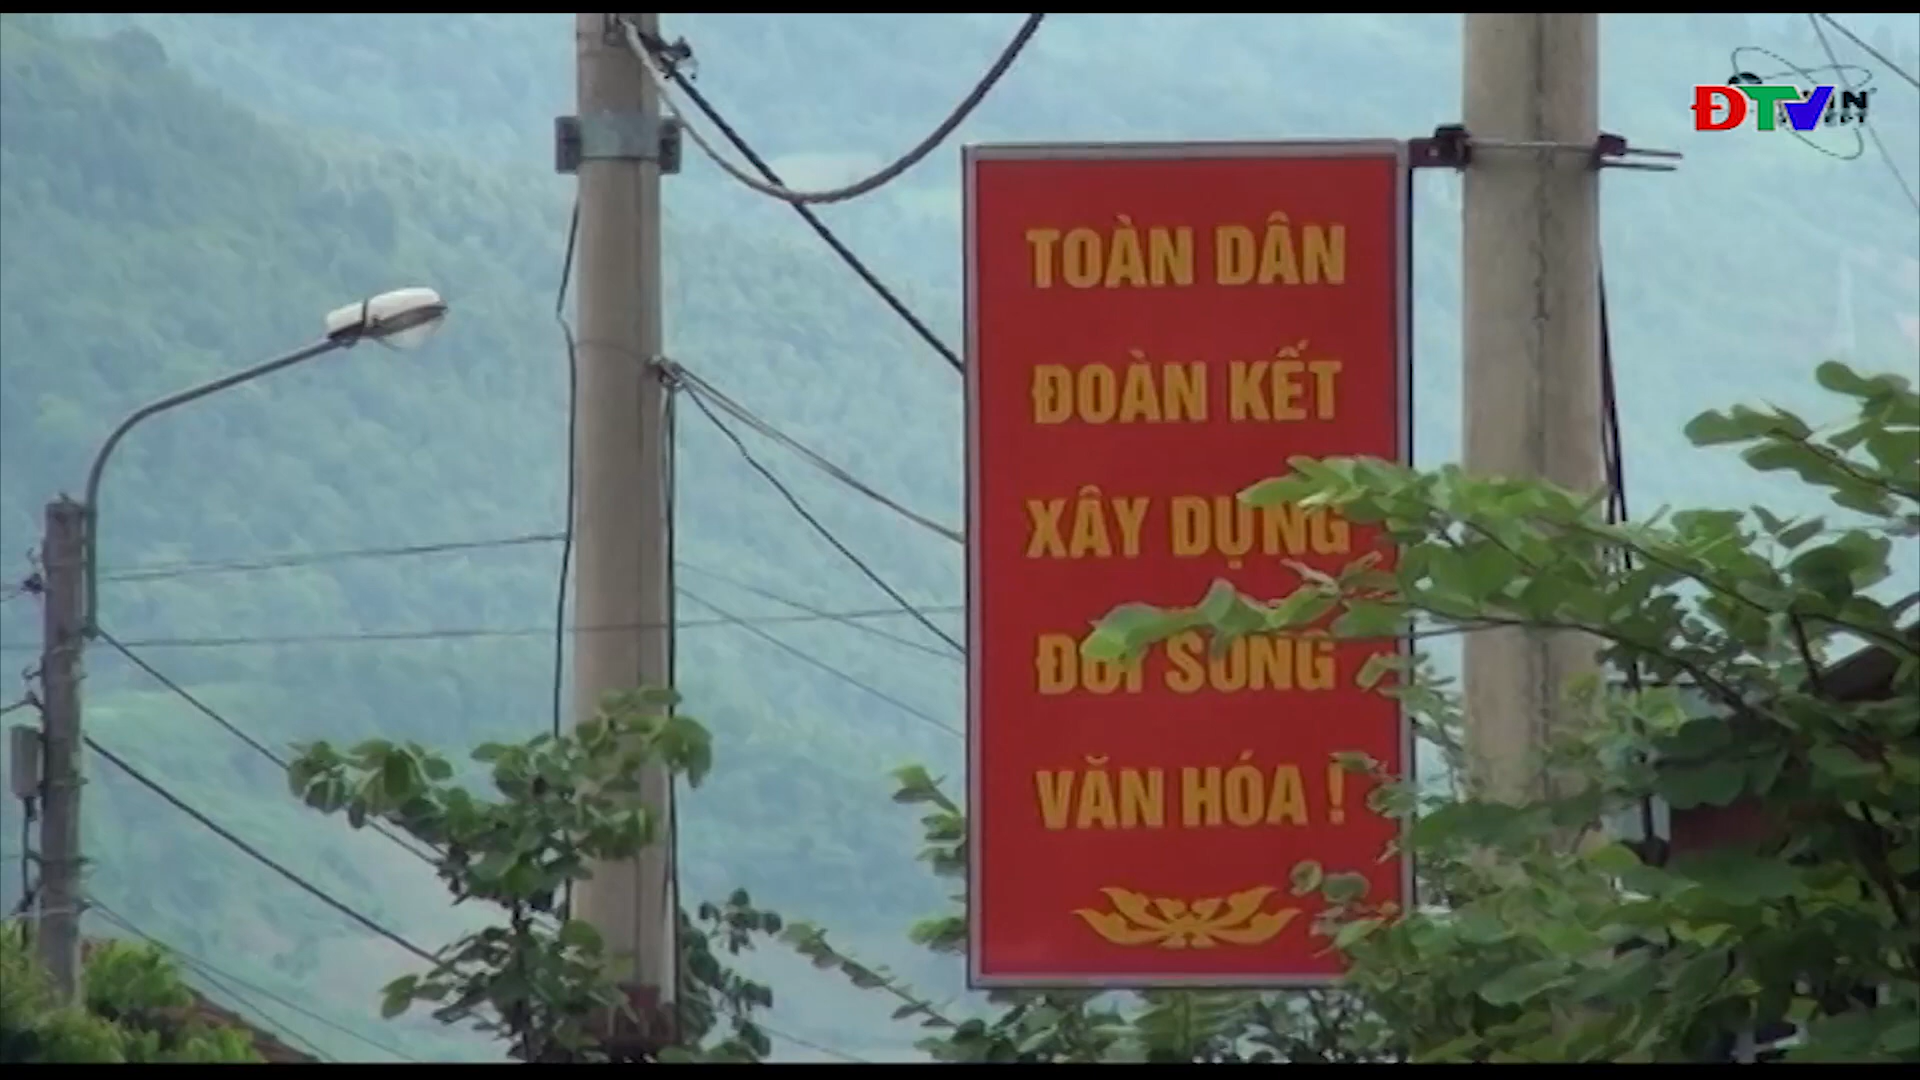 ĐTV
TOÀN DÂN
ĐOÀN KẾT
XÂY DỰNG
ĐỜI SỐNG
VĂN HÓA !